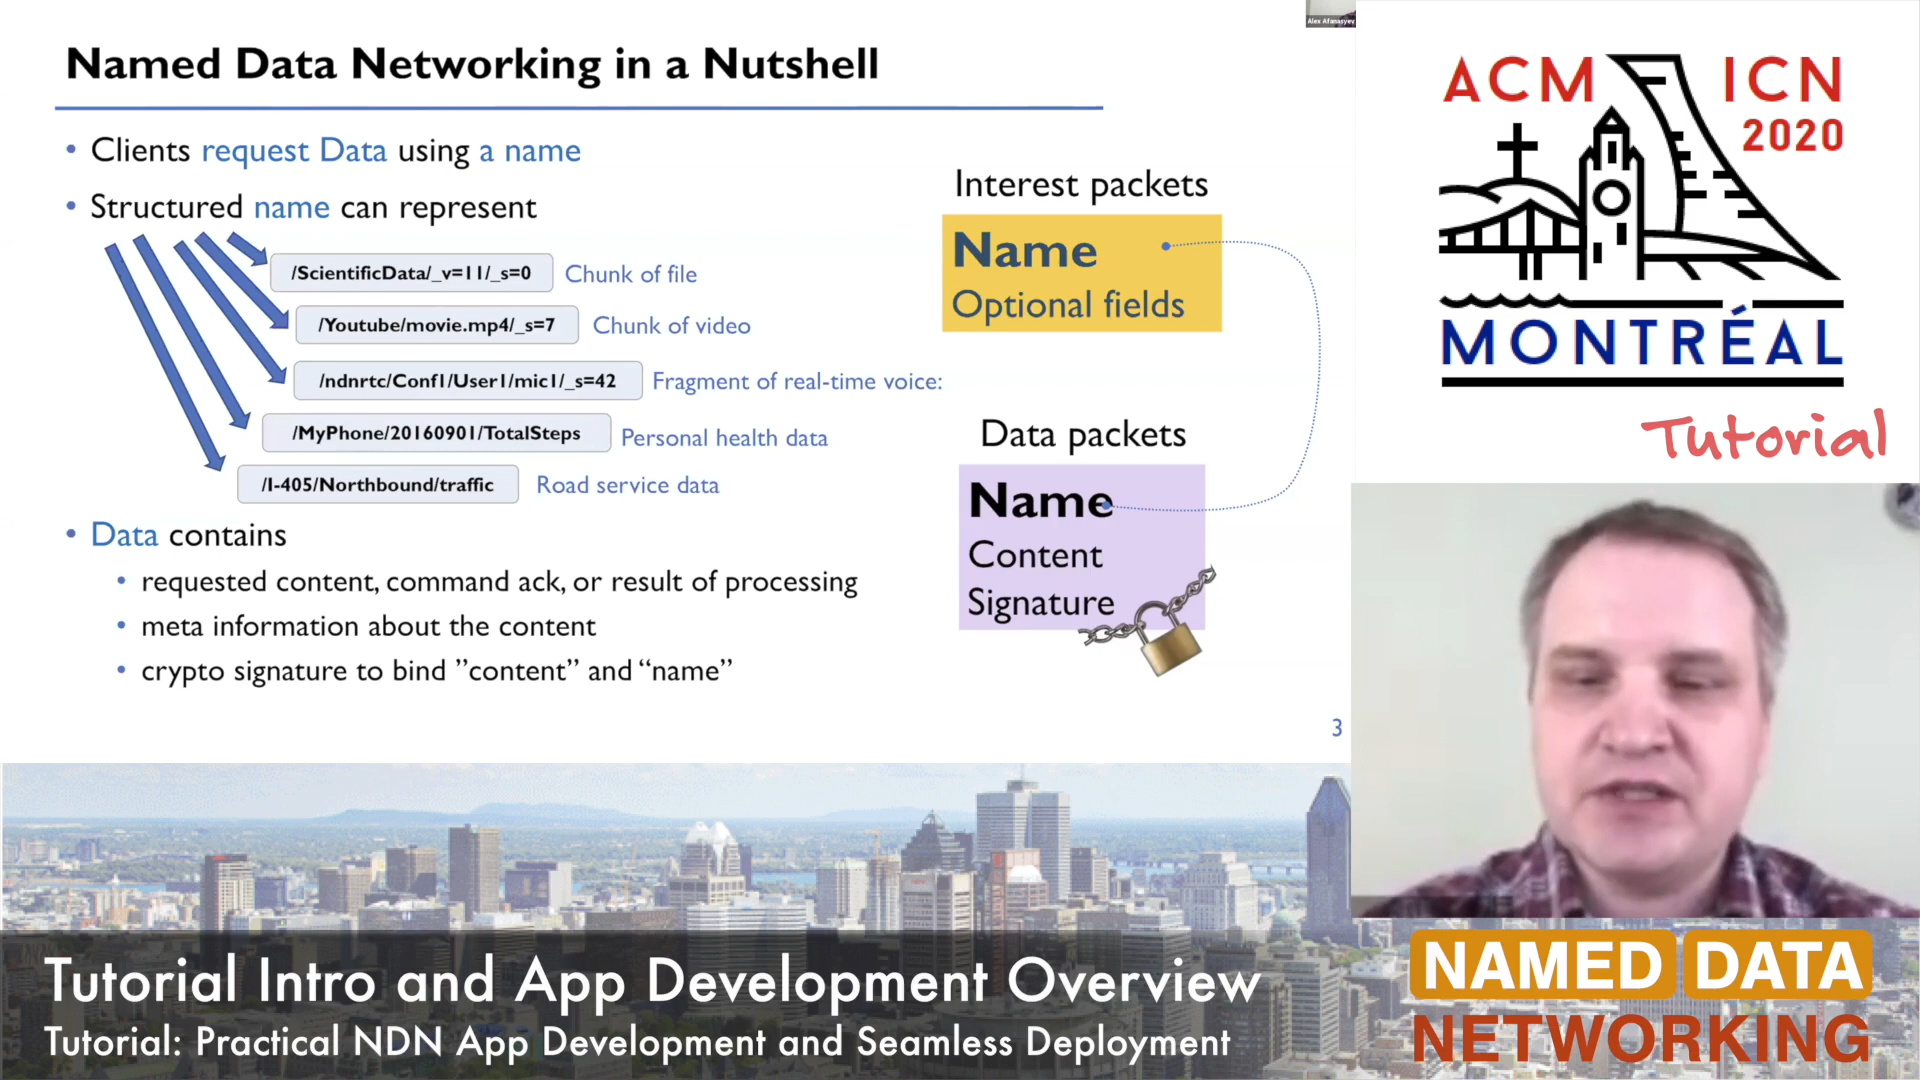 Named Data Networking in a Nutshell
• Clients request Data using a name
• Structured name can represent
/ScientificData/_v=11/_s=0 Chunk of file
/Youtube/movie.mp4/_s=7 Chunk of video
/ndnrtc/Conf1/User1/mic1/_s=42 Fragment of real-time voice:
/MyPhone/20160901/TotalSteps Personal health data
/I-405/Northbound/traffic Road service data
• Data contains
• requested content, command ack, or result of processing
• meta information about the content
• crypto signature to bind ”content” and “name”
Interest packets
Name
Optional fields
Data packets
Name
Content
Signature
3
Alex Afanasyev
ACM ICN
2020
MONTRÉAL
Tutorial
Tutorial Intro and App Development Overview
Tutorial: Practical NDN App Development and Seamless Deployment
NAMED DATA
NETWORKING